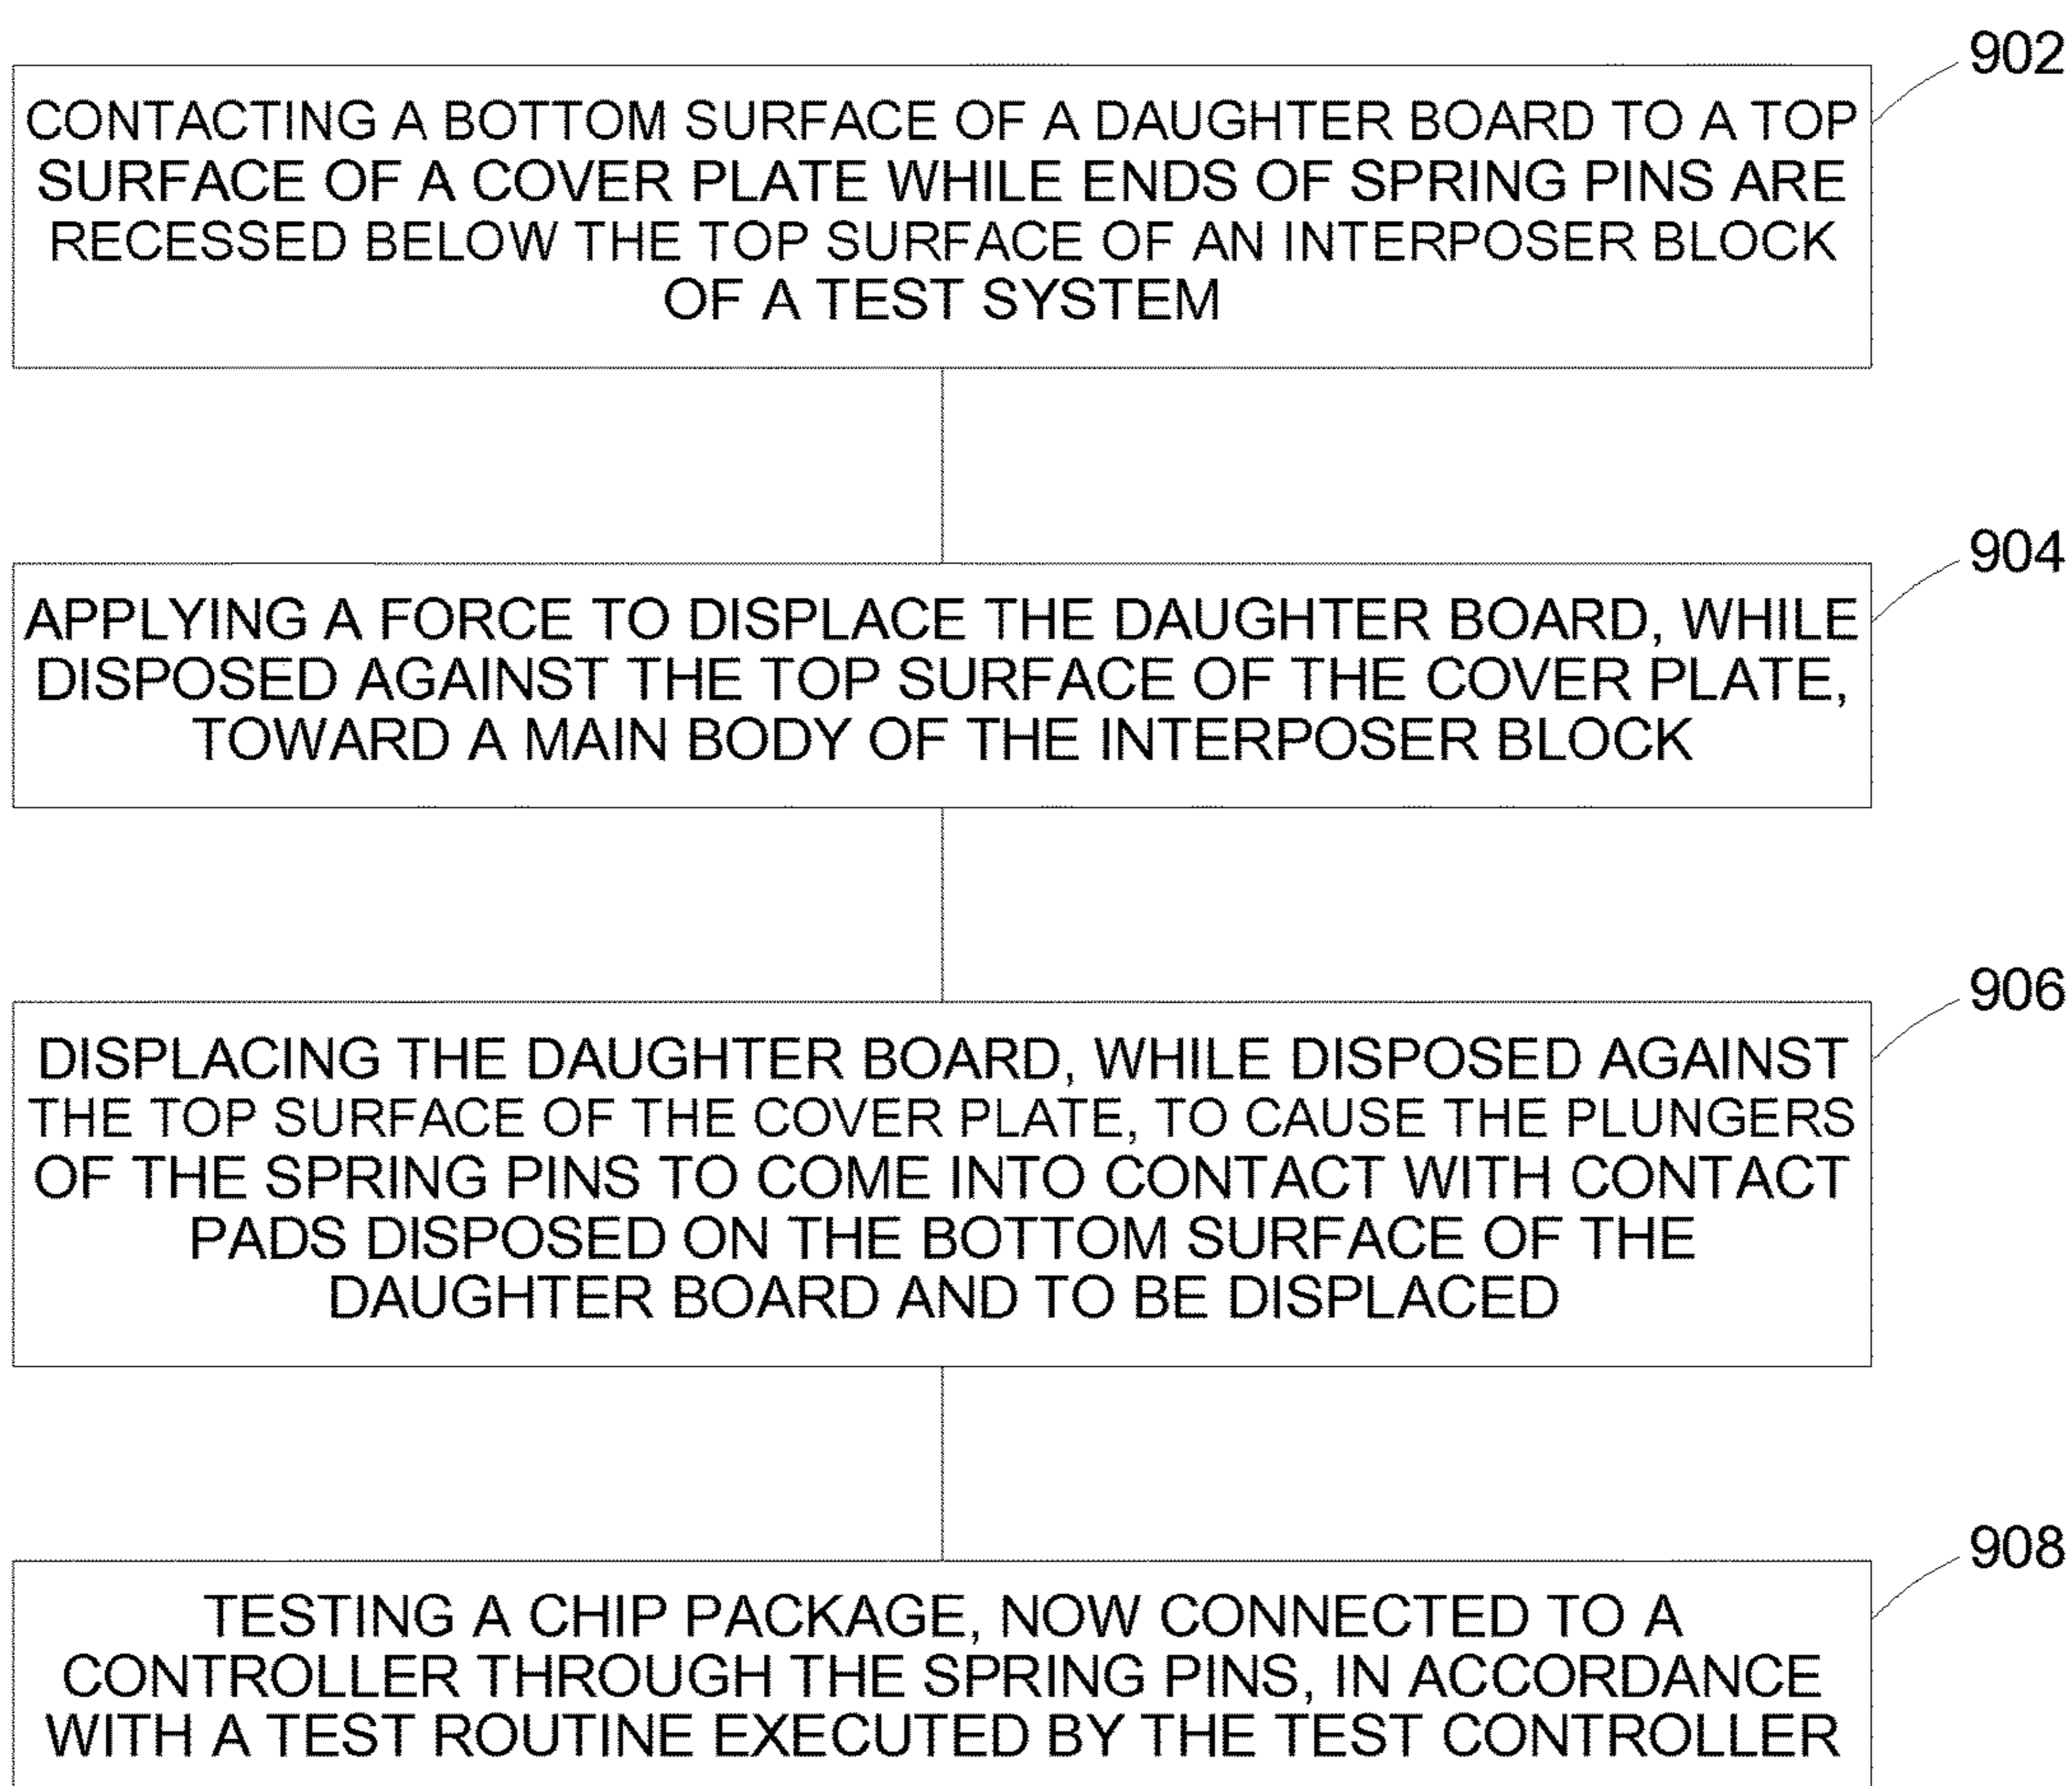 902
CONTACTING A BOTTOM SURFACE OF A DAUGHTER BOARD TO A TOP
SURFACE OF A COVER PLATE WHILE ENDS OF SPRING PINS ARE
RECESSED BELOW THE TOP SURFACE OF AN INTERPOSER BLOCK
OF A TEST SYSTEM
904
APPLYING A FORCE TO DISPLACE THE DAUGHTER BOARD, WHILE
DISPOSED AGAINST THE TOP SURFACE OF THE COVER PLATE,
TOWARD A MAIN BODY OF THE INTERPOSER BLOCK
906
DISPLACING THE DAUGHTER BOARD, WHILE DISPOSED AGAINST
THE TOP SURFACE OF THE COVER PLATE, TO CAUSE THE PLUNGERS
OF THE SPRING PINS TO COME INTO CONTACT WITH CONTACT
PADS DISPOSED ON THE BOTTOM SURFACE OF THE
DAUGHTER BOARD AND TO BE DISPLACED
908
TESTING A CHIP PACKAGE, NOW CONNECTED TO A
CONTROLLER THROUGH THE SPRING PINS, IN ACCORDANCE
WITH A TEST ROUTINE EXECUTED BY THE TEST CONTROLLER